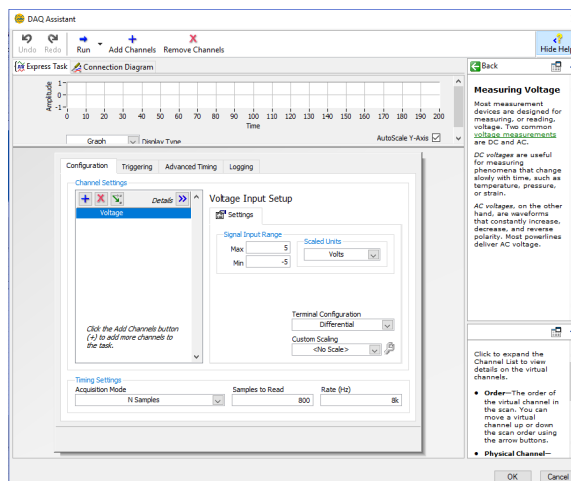 DAQ Assistant
Undo Redo Run Add Channels Remove Channels Hide Help
Express Task Connection Diagram
Amplitude
1
0
-1
0 10 20 30 40 50 60 70 80 90 100 110 120 130 140 150 160 170 180 190 200
Time
Graph Display Type AutoScale Y-Axis
Configuration Triggering Advanced Timing Logging
Channel Settings
Details
Voltage
Click the Add Channels button
(+) to add more channels to
the task.
Voltage Input Setup
Settings
Signal Input Range
Max 5
Min -5
Scaled Units
Volts
Terminal Configuration
Differential
Custom Scaling
<No Scale>
Timing Settings
Acquisition Mode Samples to Read Rate (Hz)
N Samples 800 8k
Back
Measuring Voltage
Most measurement
devices are designed for
measuring, or reading,
voltage. Two common
voltage measurements
are DC and AC.
DC voltages are useful
for measuring
phenomena that change
slowly with time, such as
temperature, pressure,
or strain.
AC voltages, on the other
hand, are waveforms
that constantly increase,
decrease, and reverse
polarity. Most powerlines
deliver AC voltage.
Click to expand the
Channel List to view
details on the virtual
channels.
• Order—The order of
the virtual channel in
the scan. You can
move a virtual
channel up or down
the scan order using
the arrow buttons.
• Physical Channel—
OK Cancel